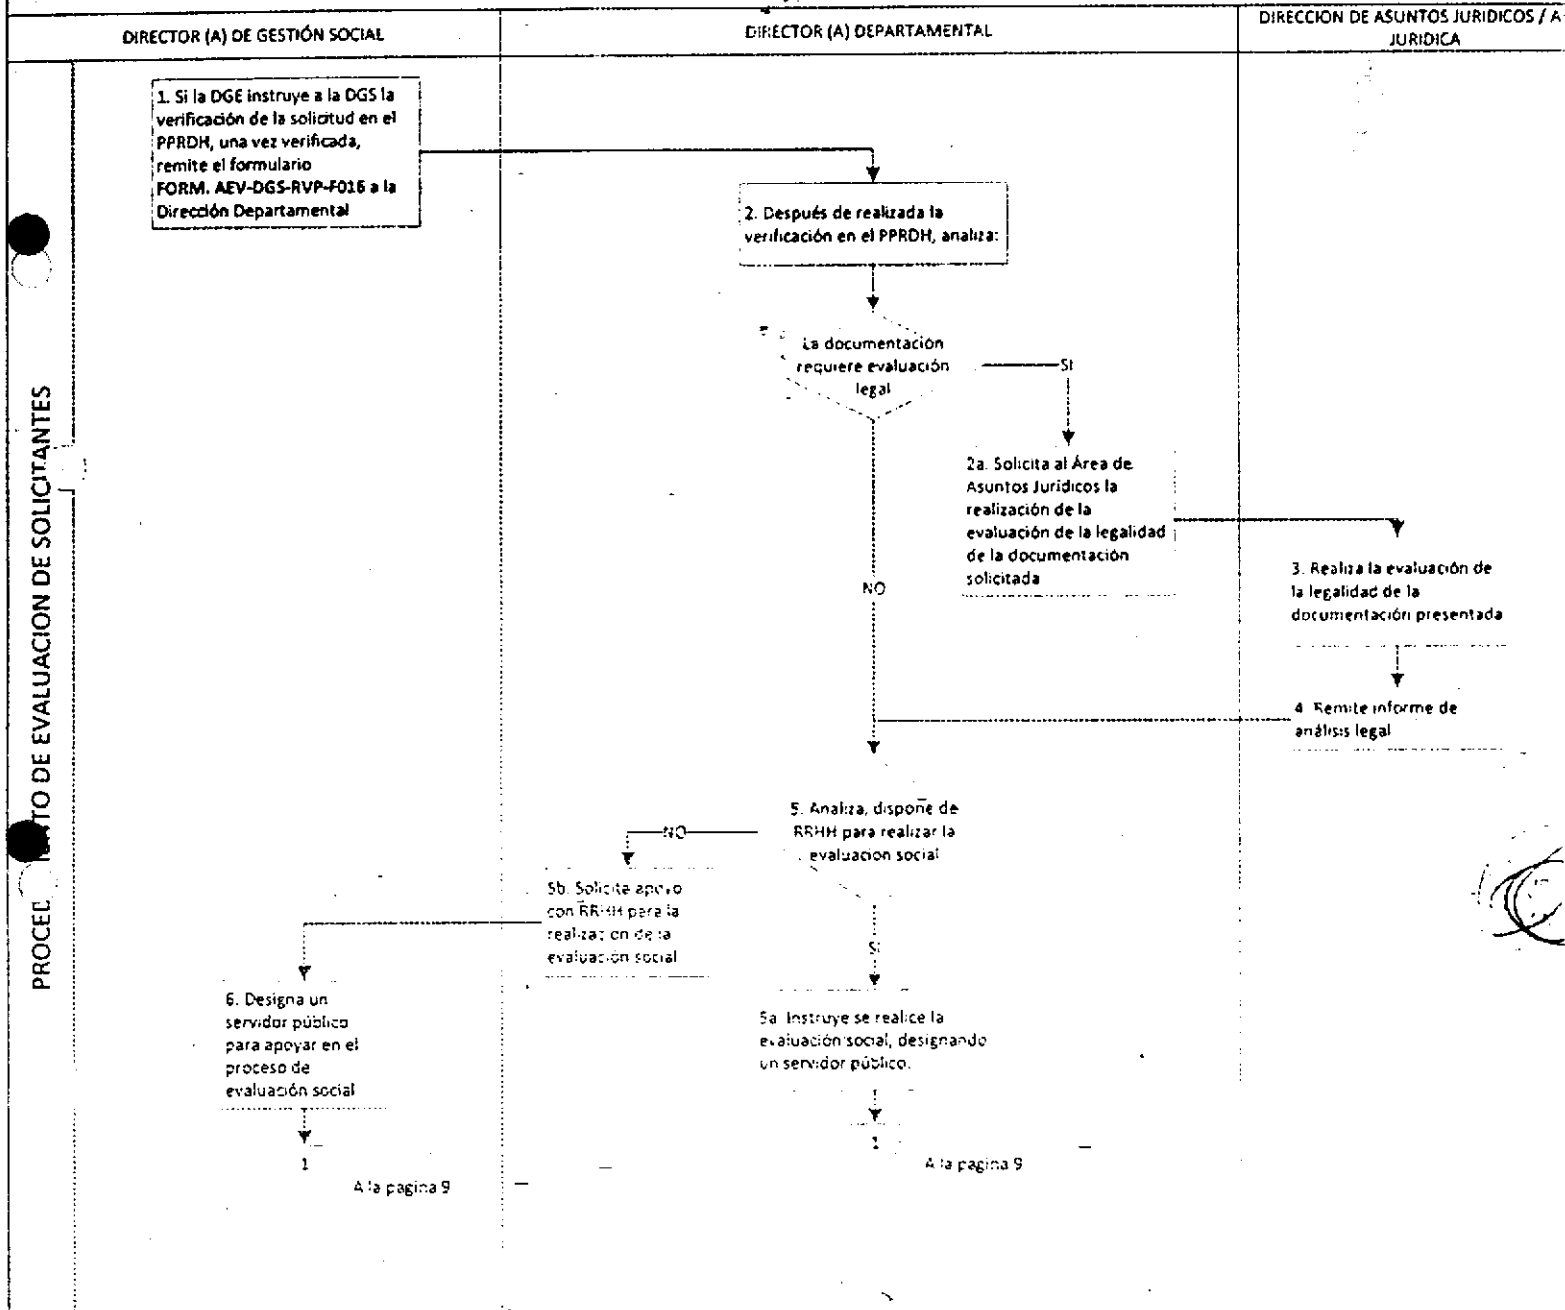 DIRECTOR (A) DE GESTIÓN SOCIAL
DIRECTOR (A) DEPARTAMENTAL
DIRECCION DE ASUNTOS JURIDICOS / A
JURIDICA
DE EVALUACION DE SOLICITANTES
1. Si la DGE instruye a la DGS la
verificación de la solicitud en el
PPRDH, una vez verificada,
remite el formulario
FORM. AEV-DGS-RVP-F016 a la
Dirección Departamental
2. Después de realizada la
verificación en el PPRDH, analiza:
La documentación
requiere evaluación
legal
SI
NO
2a. Solicita al Área de
Asuntos Jurídicos la
realización de la
evaluación de la legalidad
de la documentación
solicitada
3. Realiza la evaluación de
la legalidad de la
documentación presentada
4. Remite informe de
análisis legal
5. Analiza, dispone de
RRHH para realizar la
evaluacion social
NO
SI
5b. Solicita apoyo
con RRHH para la
realizacion de la
evaluación social
5a. Instruye se realice la
evaluación social, designando
un servidor público.
6. Designa un
servidor público
para apoyar en el
proceso de
evaluación social
1
A la pagina 9
1
A la pagina 9